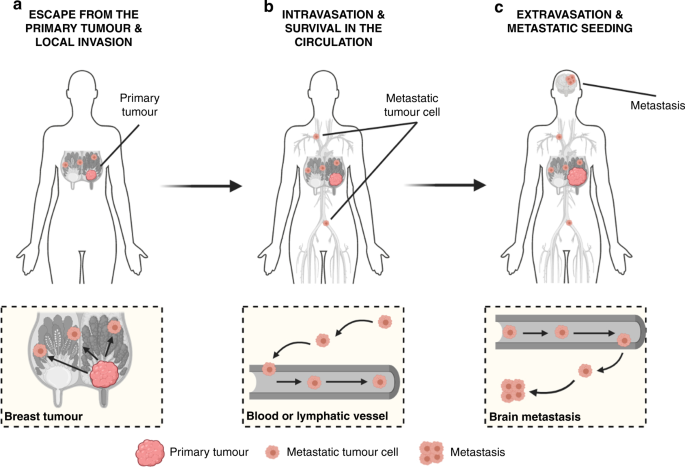 a
ESCAPE FROM THE
PRIMARY TUMOUR &
LOCAL INVASION
Primary
tumour
Breast tumour
b
INTRAVASATION &
SURVIVAL IN THE
CIRCULATION
Metastatic
tumour cell
Blood or lymphatic vessel
c
EXTRAVASATION &
METASTATIC SEEDING
Metastasis
Brain metastasis
Primary tumour
Metastatic tumour cell
Metastasis